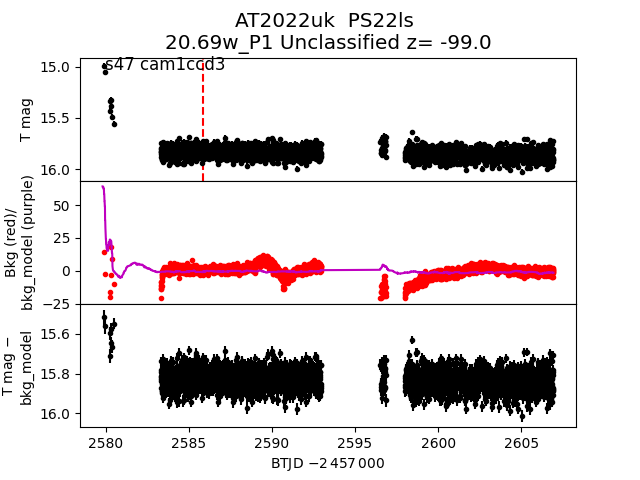 AT2022uk  PS22ls
20.69w_P1 Unclassified z= -99.0
s47 cam1ccd3
T mag
15.0
15.5
16.0
Bkg (red)/
bkg_model (purple)
50
25
0
−25
T mag −
bkg_model
15.6
15.8
16.0
2580 2585 2590 2595 2600 2605
BTJD −2 457 000